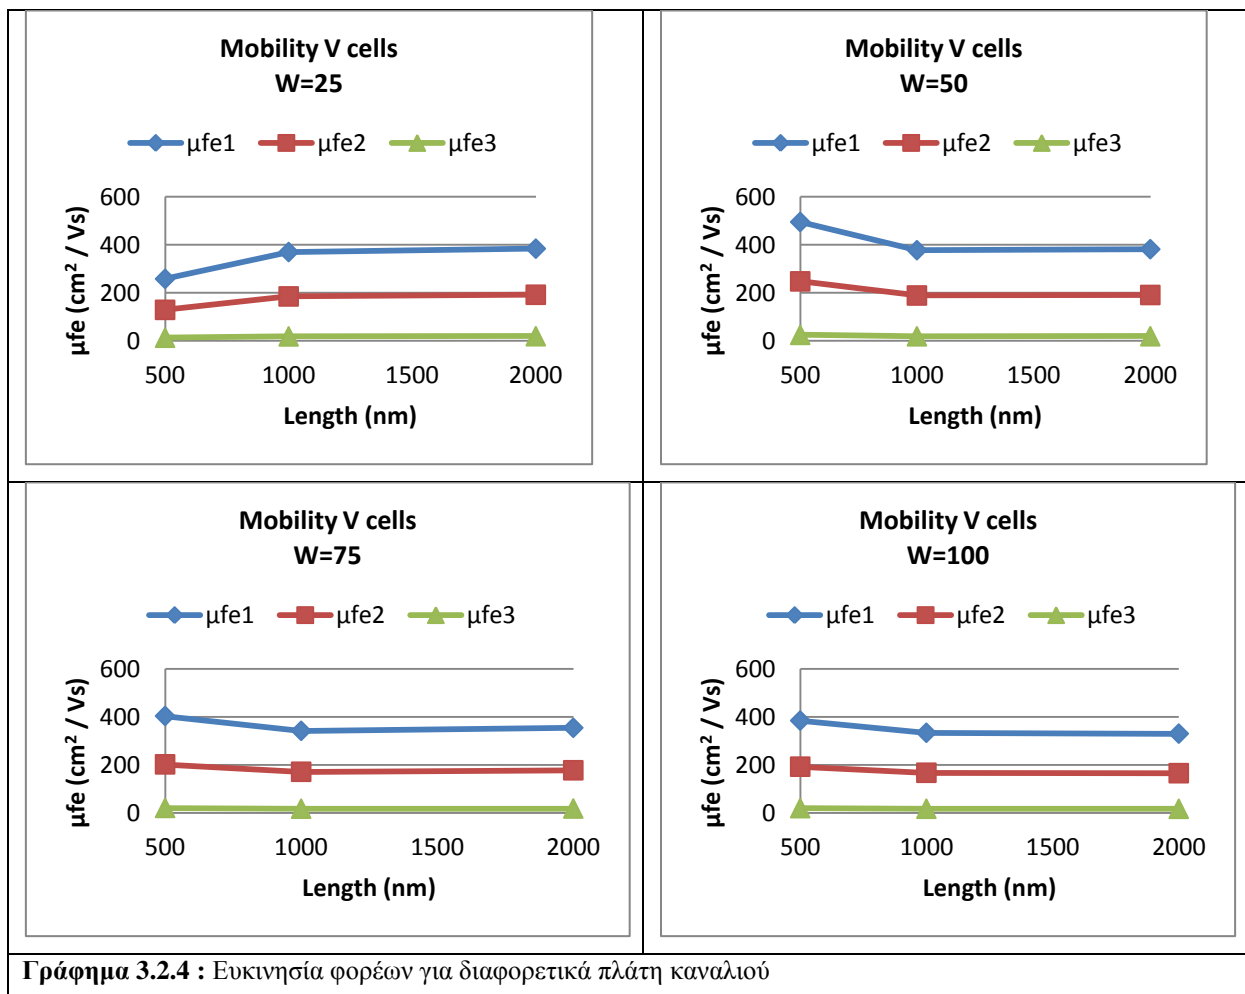 Mobility V cells
W=25
μfe1 μfe2 μfe3
μfe (cm² / Vs)
600
400
200
0
500 1000 1500 2000
Length (nm)
Mobility V cells
W=50
μfe1 μfe2 μfe3
μfe (cm² / Vs)
600
400
200
0
500 1000 1500 2000
Length (nm)
Mobility V cells
W=75
μfe1 μfe2 μfe3
μfe (cm² / Vs)
600
400
200
0
500 1000 1500 2000
Length (nm)
Mobility V cells
W=100
μfe1 μfe2 μfe3
μfe (cm² / Vs)
600
400
200
0
500 1000 1500 2000
Length (nm)
Γράφημα 3.2.4 : Ευκινησία φορέων για διαφορετικά πλάτη καναλιού